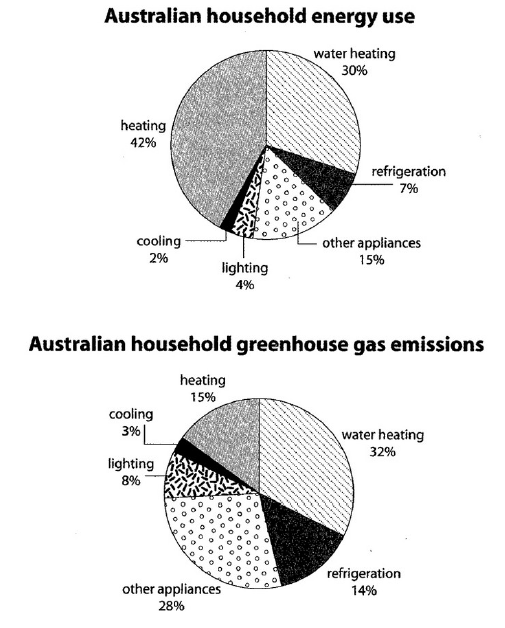 Australian household energy use
water heating
30%
heating
42%
refrigeration
7%
cooling
2%
other appliances
15%
lighting
4%
Australian household greenhouse gas emissions
heating
15%
cooling
3%
water heating
32%
lighting
8%
refrigeration
14%
other appliances
28%